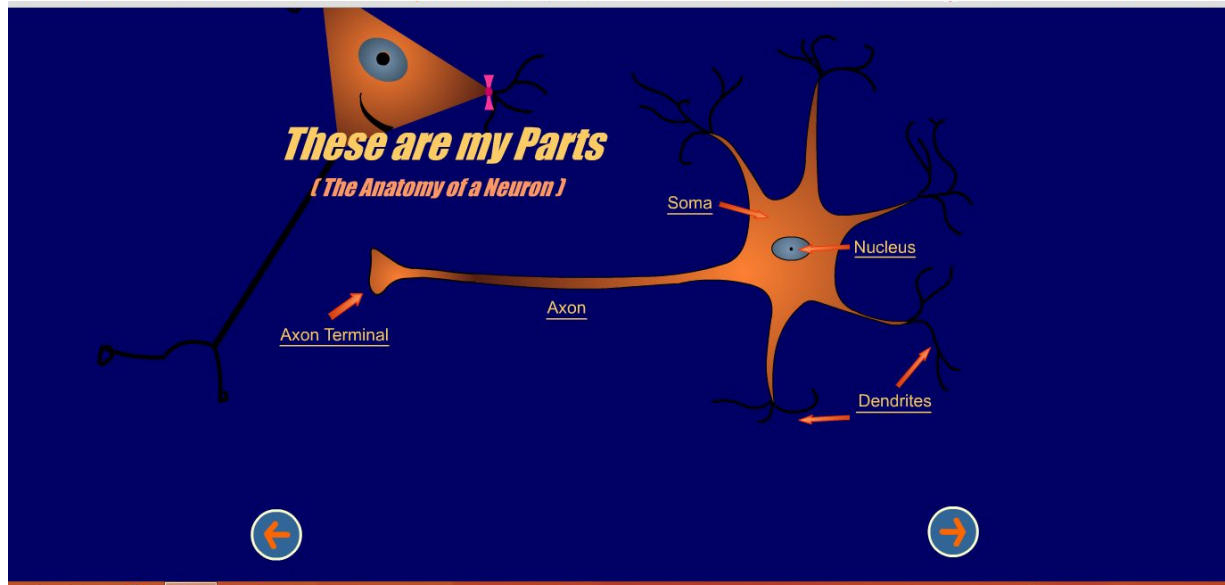 These are my Parts
( The Anatomy of a Neuron )
Soma
Nucleus
Axon
Axon Terminal
Dendrites